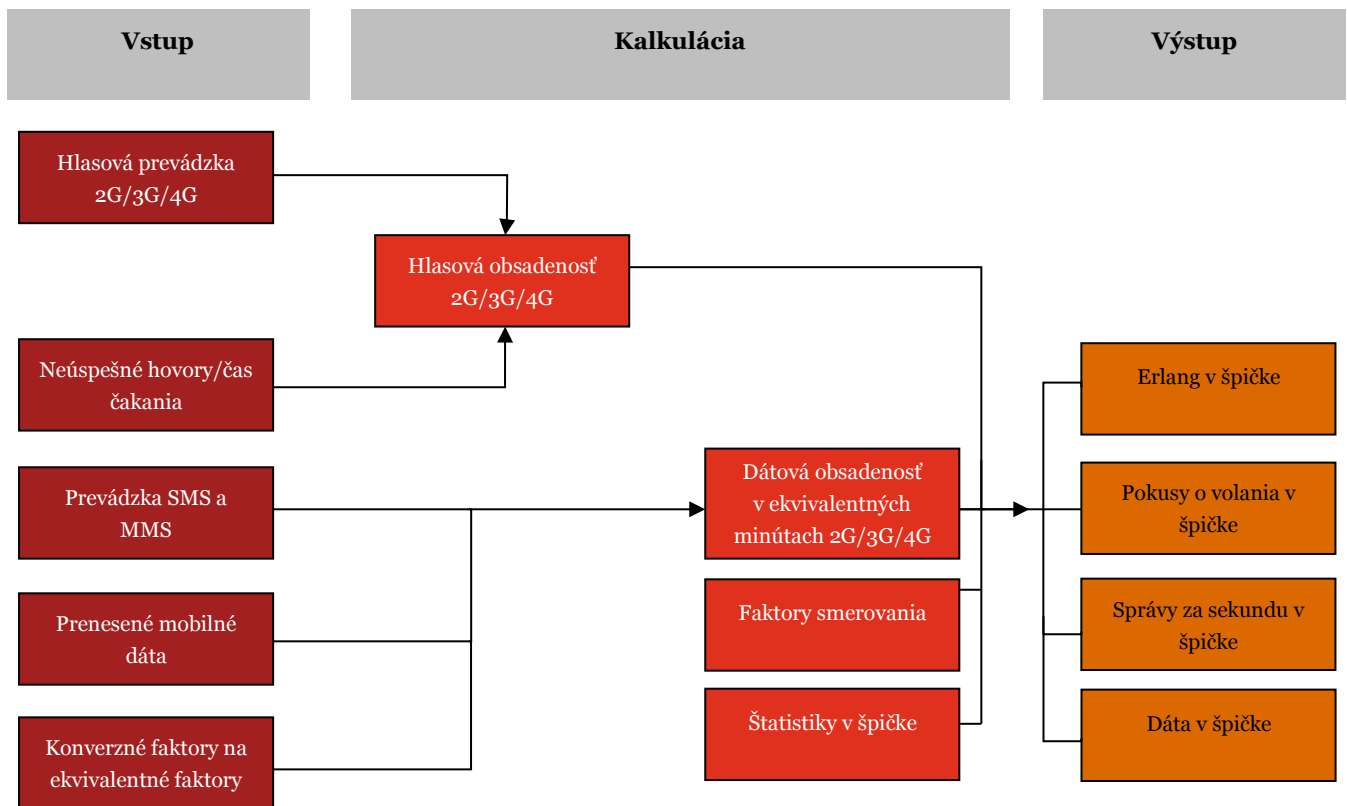 Vstup
Kalkulácia
Výstup
Hlasová prevádzka
2G/3G/4G
Hlasová obsadenosť
2G/3G/4G
Neúspešné hovory/čas
čakania
Erlang v špičke
Prevádzka SMS a
MMS
Dátová obsadenosť
v ekvivalentných
minútach 2G/3G/4G
Pokusy o volania v
špičke
Prenesené mobilné
dáta
Faktory smerovania
Správy za sekundu v
špičke
Konverzné faktory na
ekvivalentné faktory
Štatistiky v špičke
Dáta v špičke